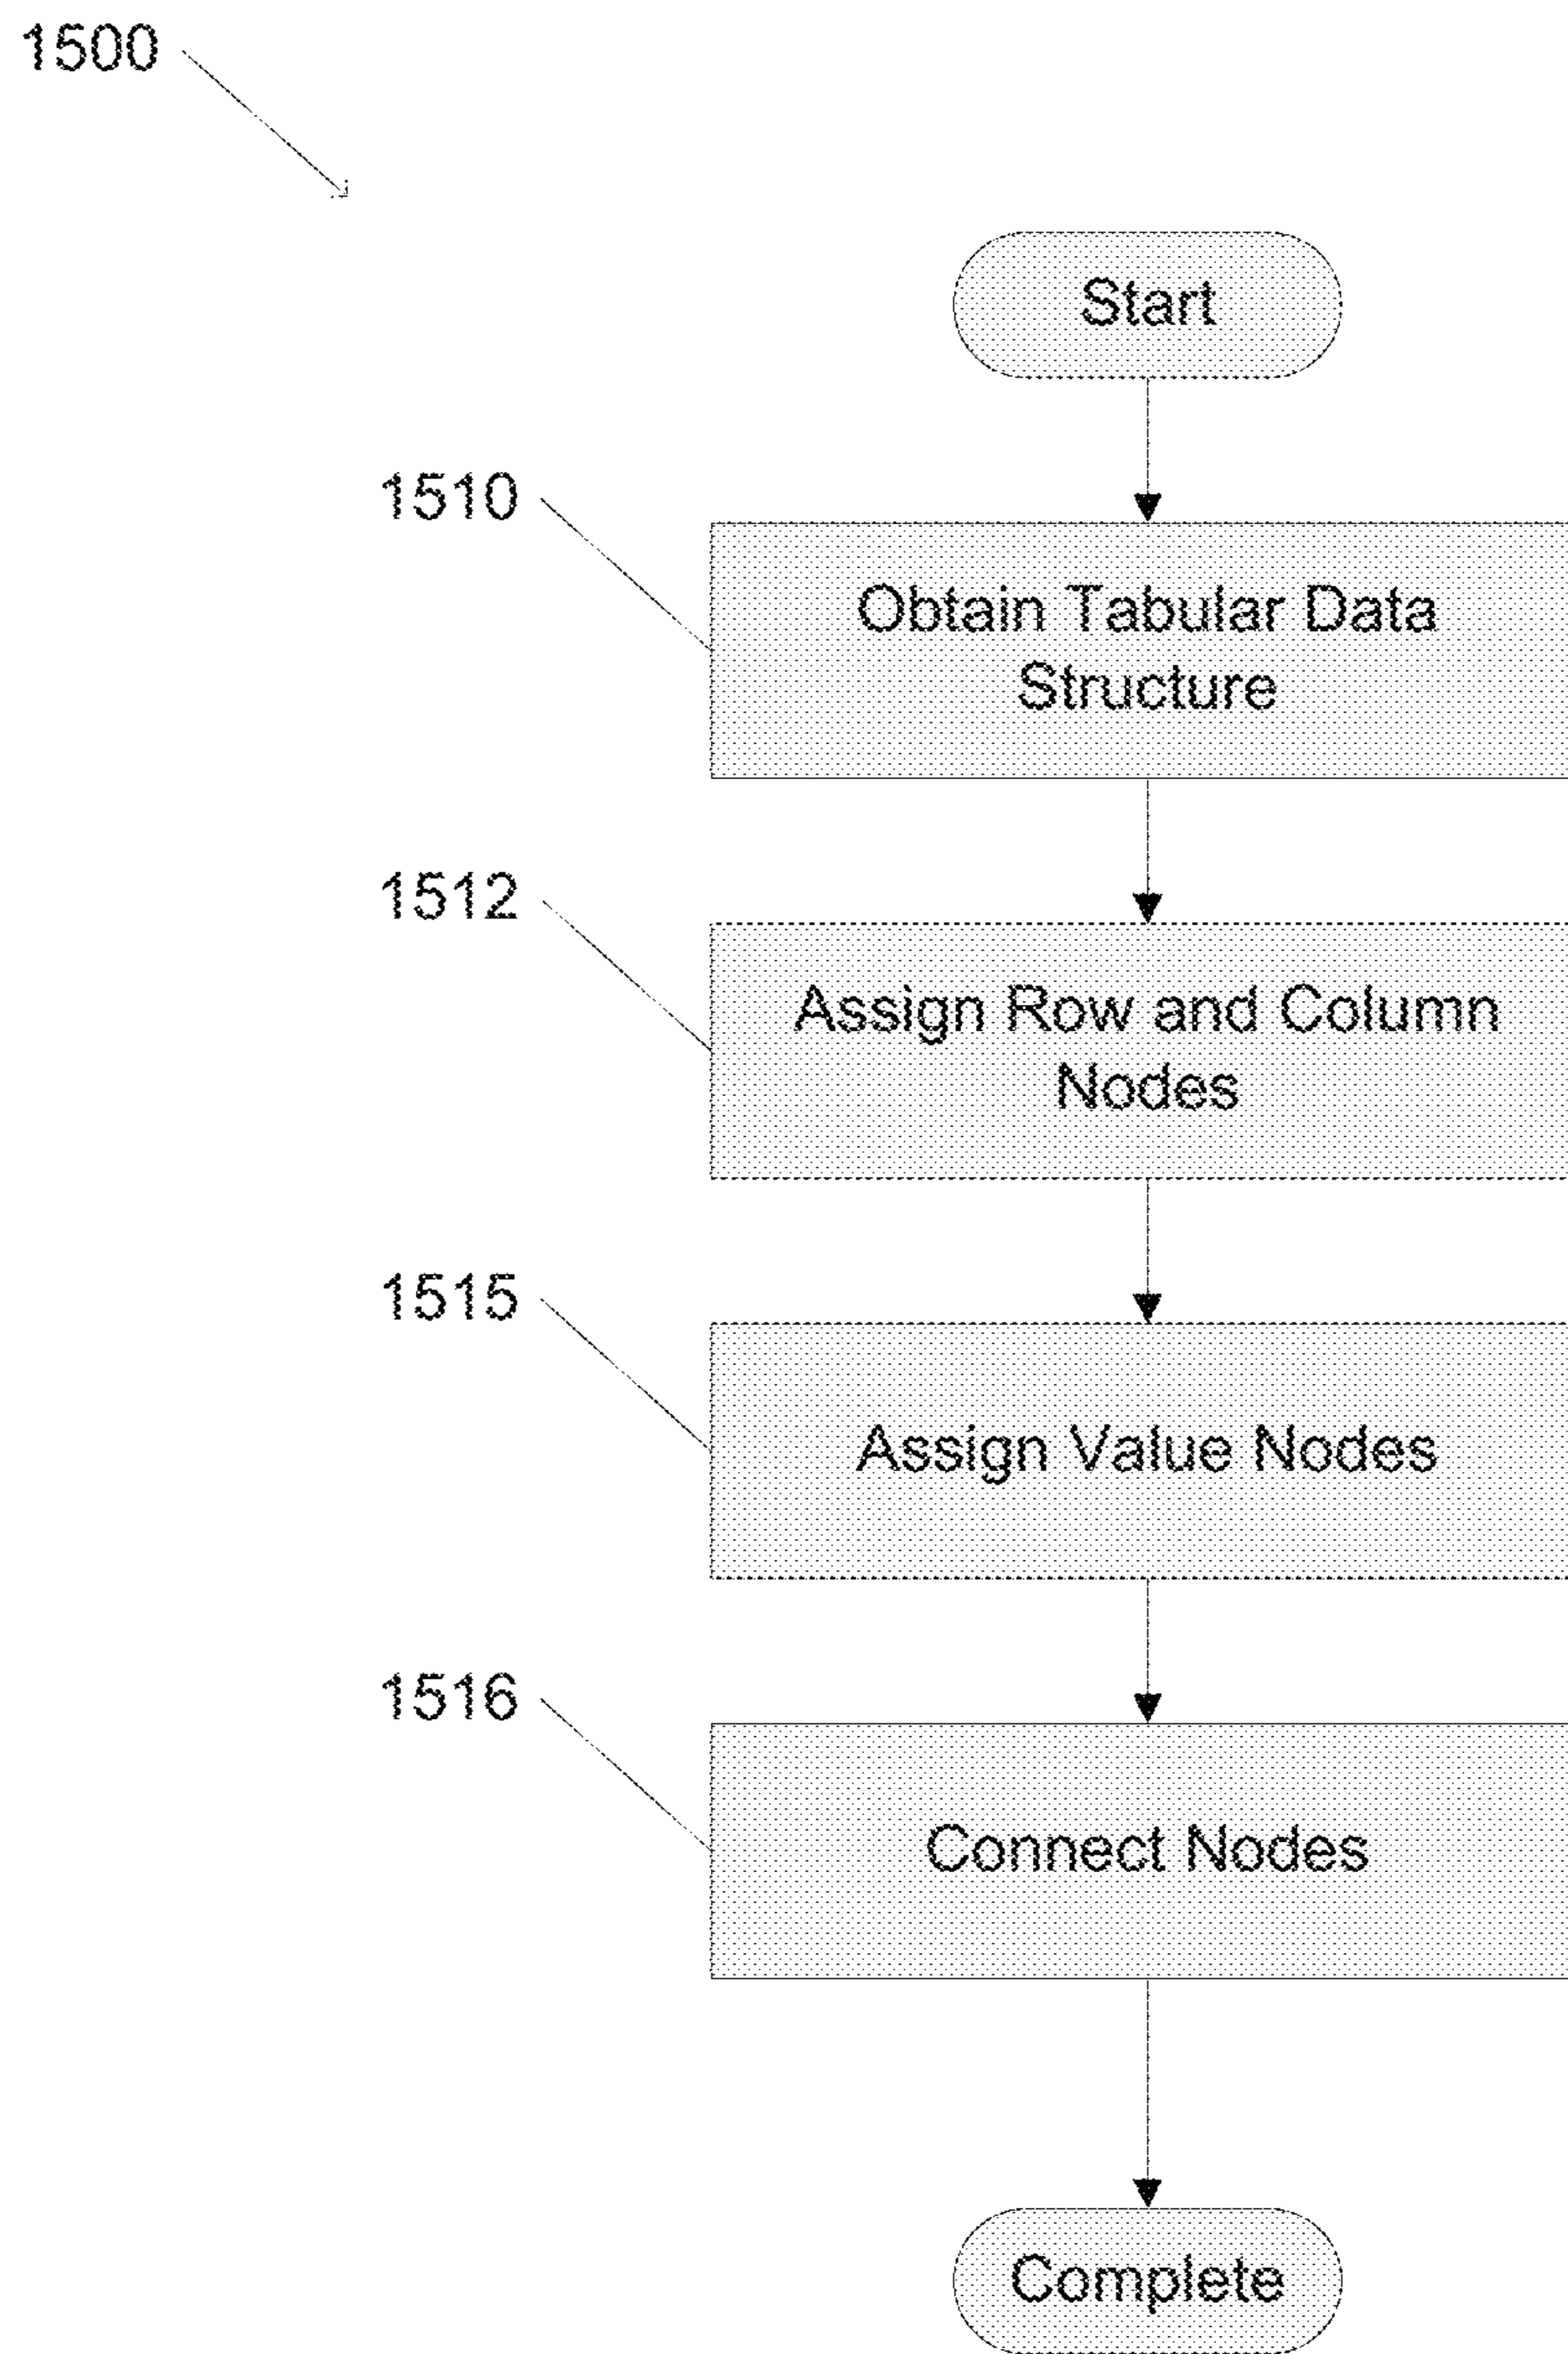 1500
Start
1510
Obtain Tabular Data
Structure
1512
Assign Row and Column
Nodes
1515
Assign Value Nodes
1516
Connect Nodes
Complete